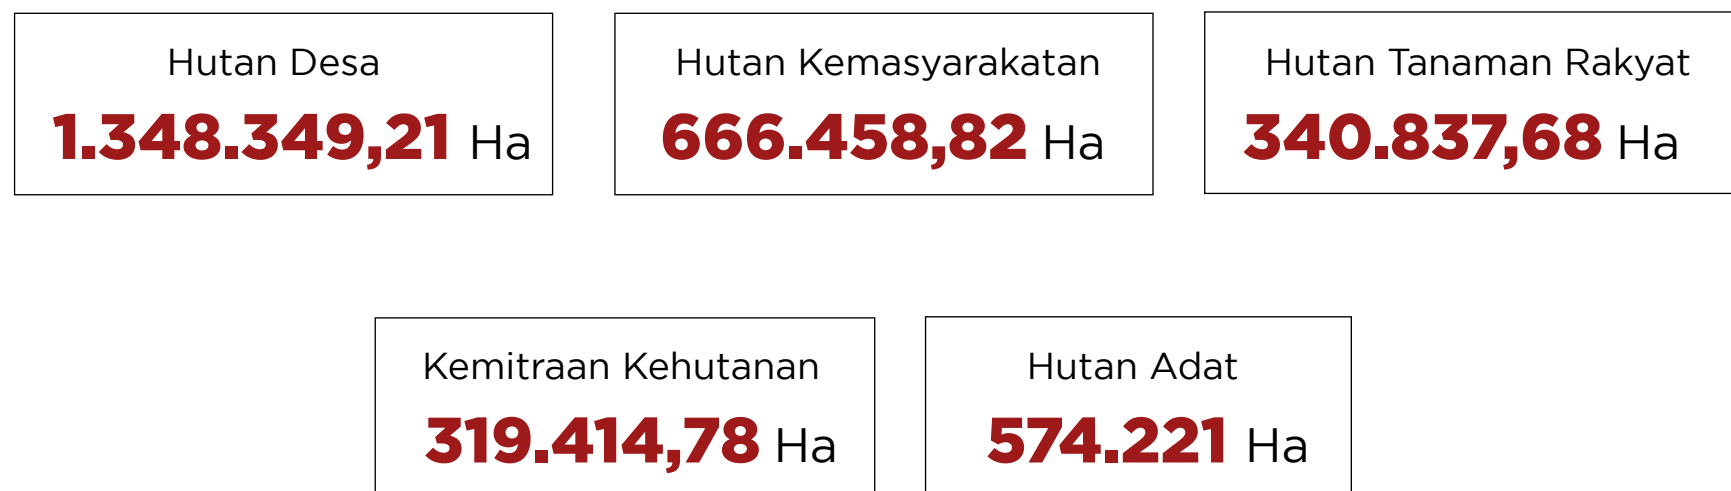 Hutan Desa
1.348.349,21 Ha
Hutan Kemasyarakatan
666.458,82 Ha
Hutan Tanaman Rakyat
340.837,68 Ha
Kemitraan Kehutanan
319.414,78 Ha
Hutan Adat
574.221 Ha